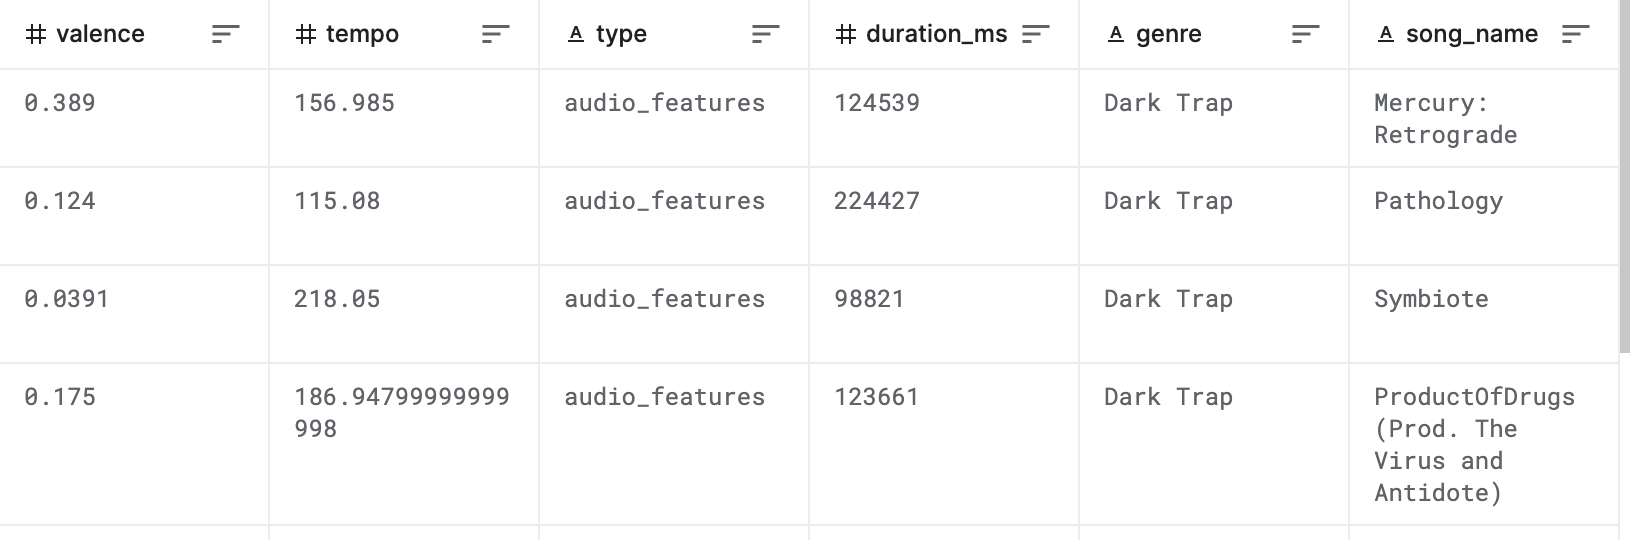 valence tempo type duration_ms genre song_name
0.389 156.985 audio_features 124539 Dark Trap Mercury:
Retrograde
0.124 115.08 audio_features 224427 Dark Trap Pathology
0.0391 218.05 audio_features 98821 Dark Trap Symbiote
0.175 186.94799999999 audio_features 123661 Dark Trap ProductOfDrugs
998 (Prod. The
Virus and
Antidote)